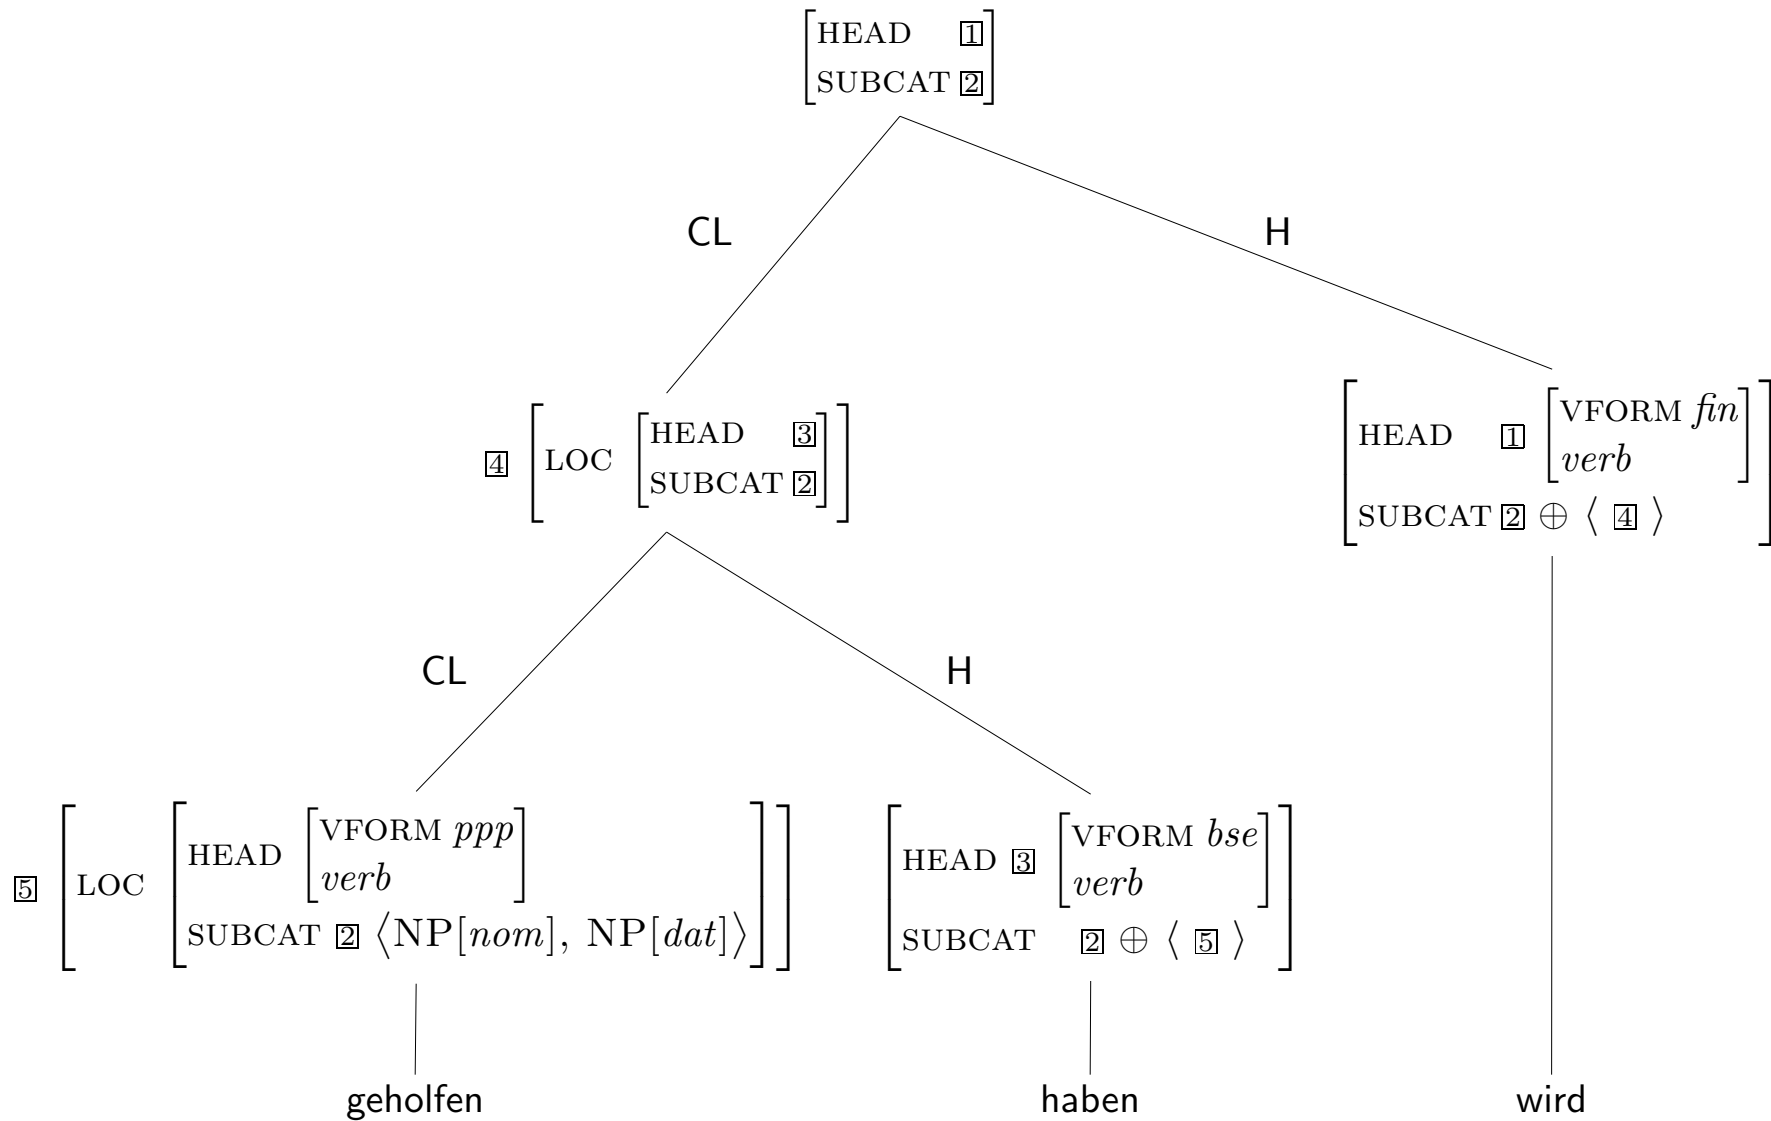 HEAD 1
SUBCAT 2
CL H
4 LOC HEAD 3
SUBCAT 2
HEAD 1 VFORM fin
verb
SUBCAT 2 ⊕ ⟨ 4 ⟩
CL H
5 LOC HEAD VFORM ppp
verb
SUBCAT 2 ⟨NP[nom], NP[dat]⟩
HEAD 3 VFORM bse
verb
SUBCAT 2 ⊕ ⟨ 5 ⟩
geholfen haben wird